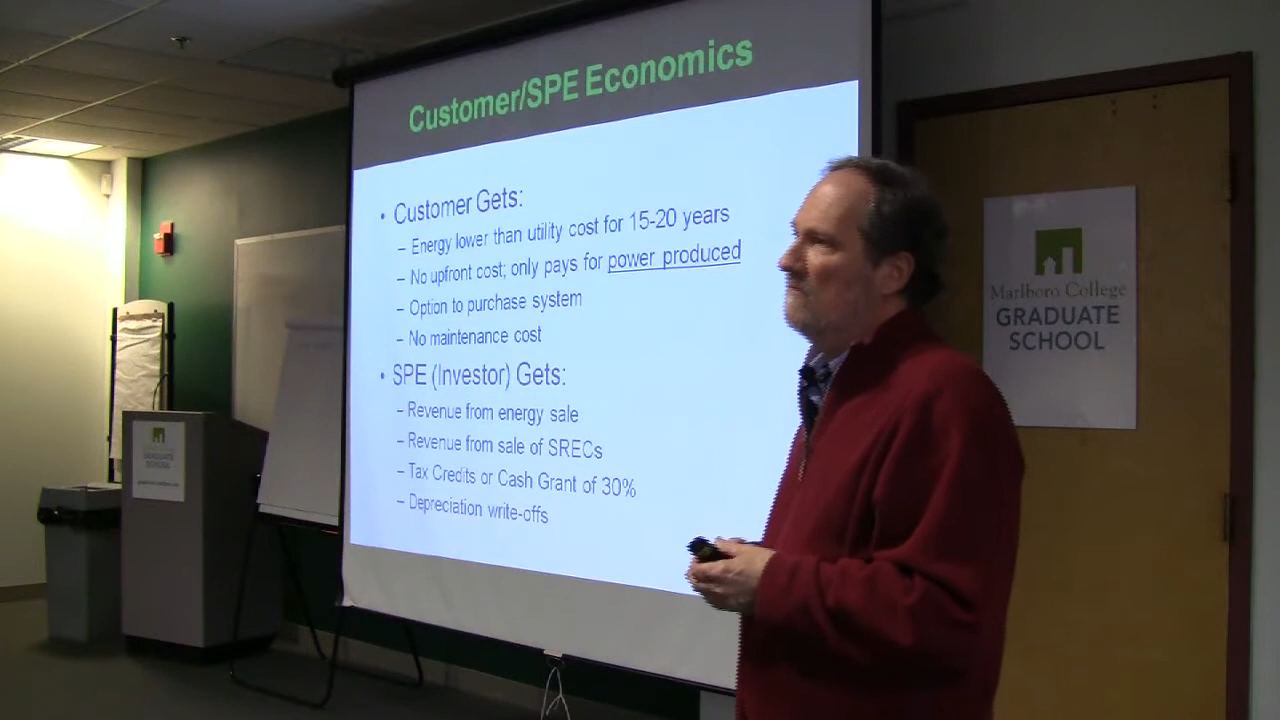 Customer/SPE Economics
• Customer Gets:
– Energy lower than utility cost for 15-20 years
– No upfront cost; only pays for power produced
– Option to purchase system
– No maintenance cost
• SPE (Investor) Gets:
– Revenue from energy sale
– Revenue from sale of SRECs
– Tax Credits or Cash Grant of 30%
– Depreciation write-offs
Marlboro College
GRADUATE
SCHOOL
GRADUATE
SCHOOL